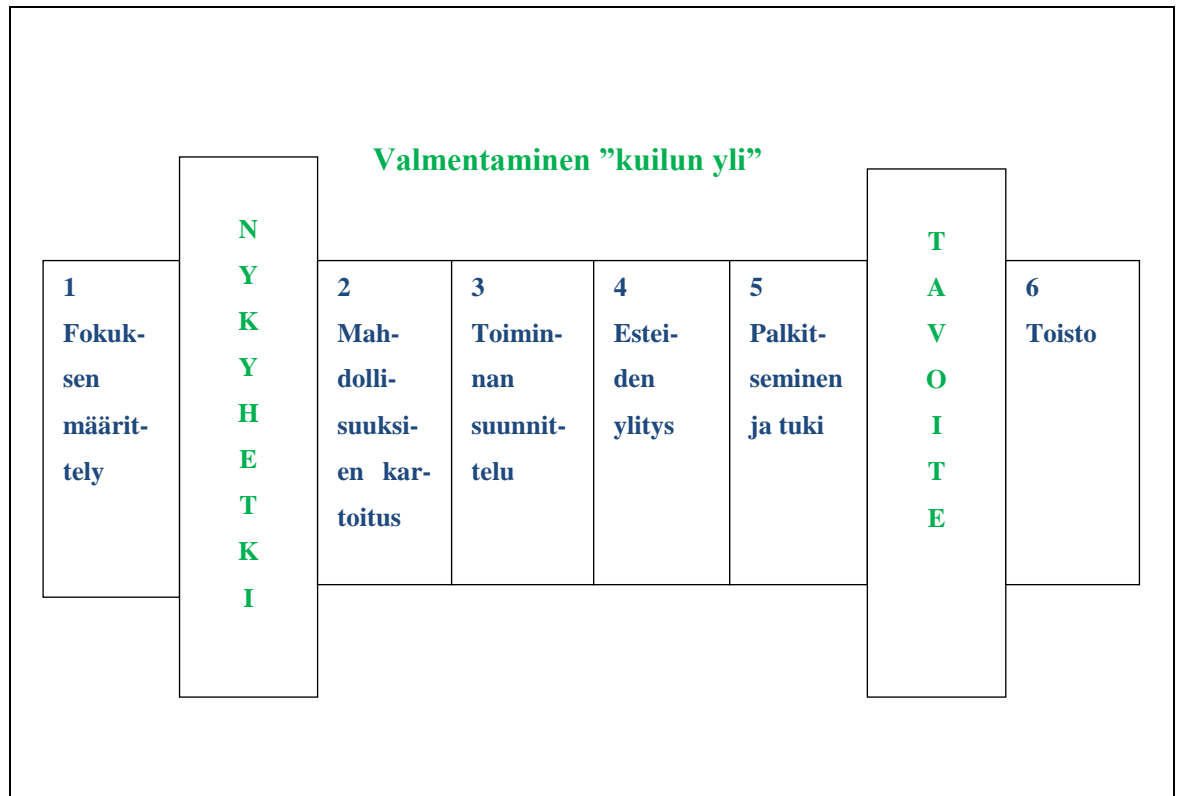 Valmentaminen ”kuilun yli”
1
Fokuk-
sen
määrit-
tely
N
Y
K
Y
H
E
T
K
I
2
Mah-
dolli-
suuksi-
en kar-
toitus
3
Toimin-
nan
suunnit-
telu
4
Estei-
den
ylitys
5
Palkit-
seminen
ja tuki
T
A
V
O
I
T
E
6
Toisto